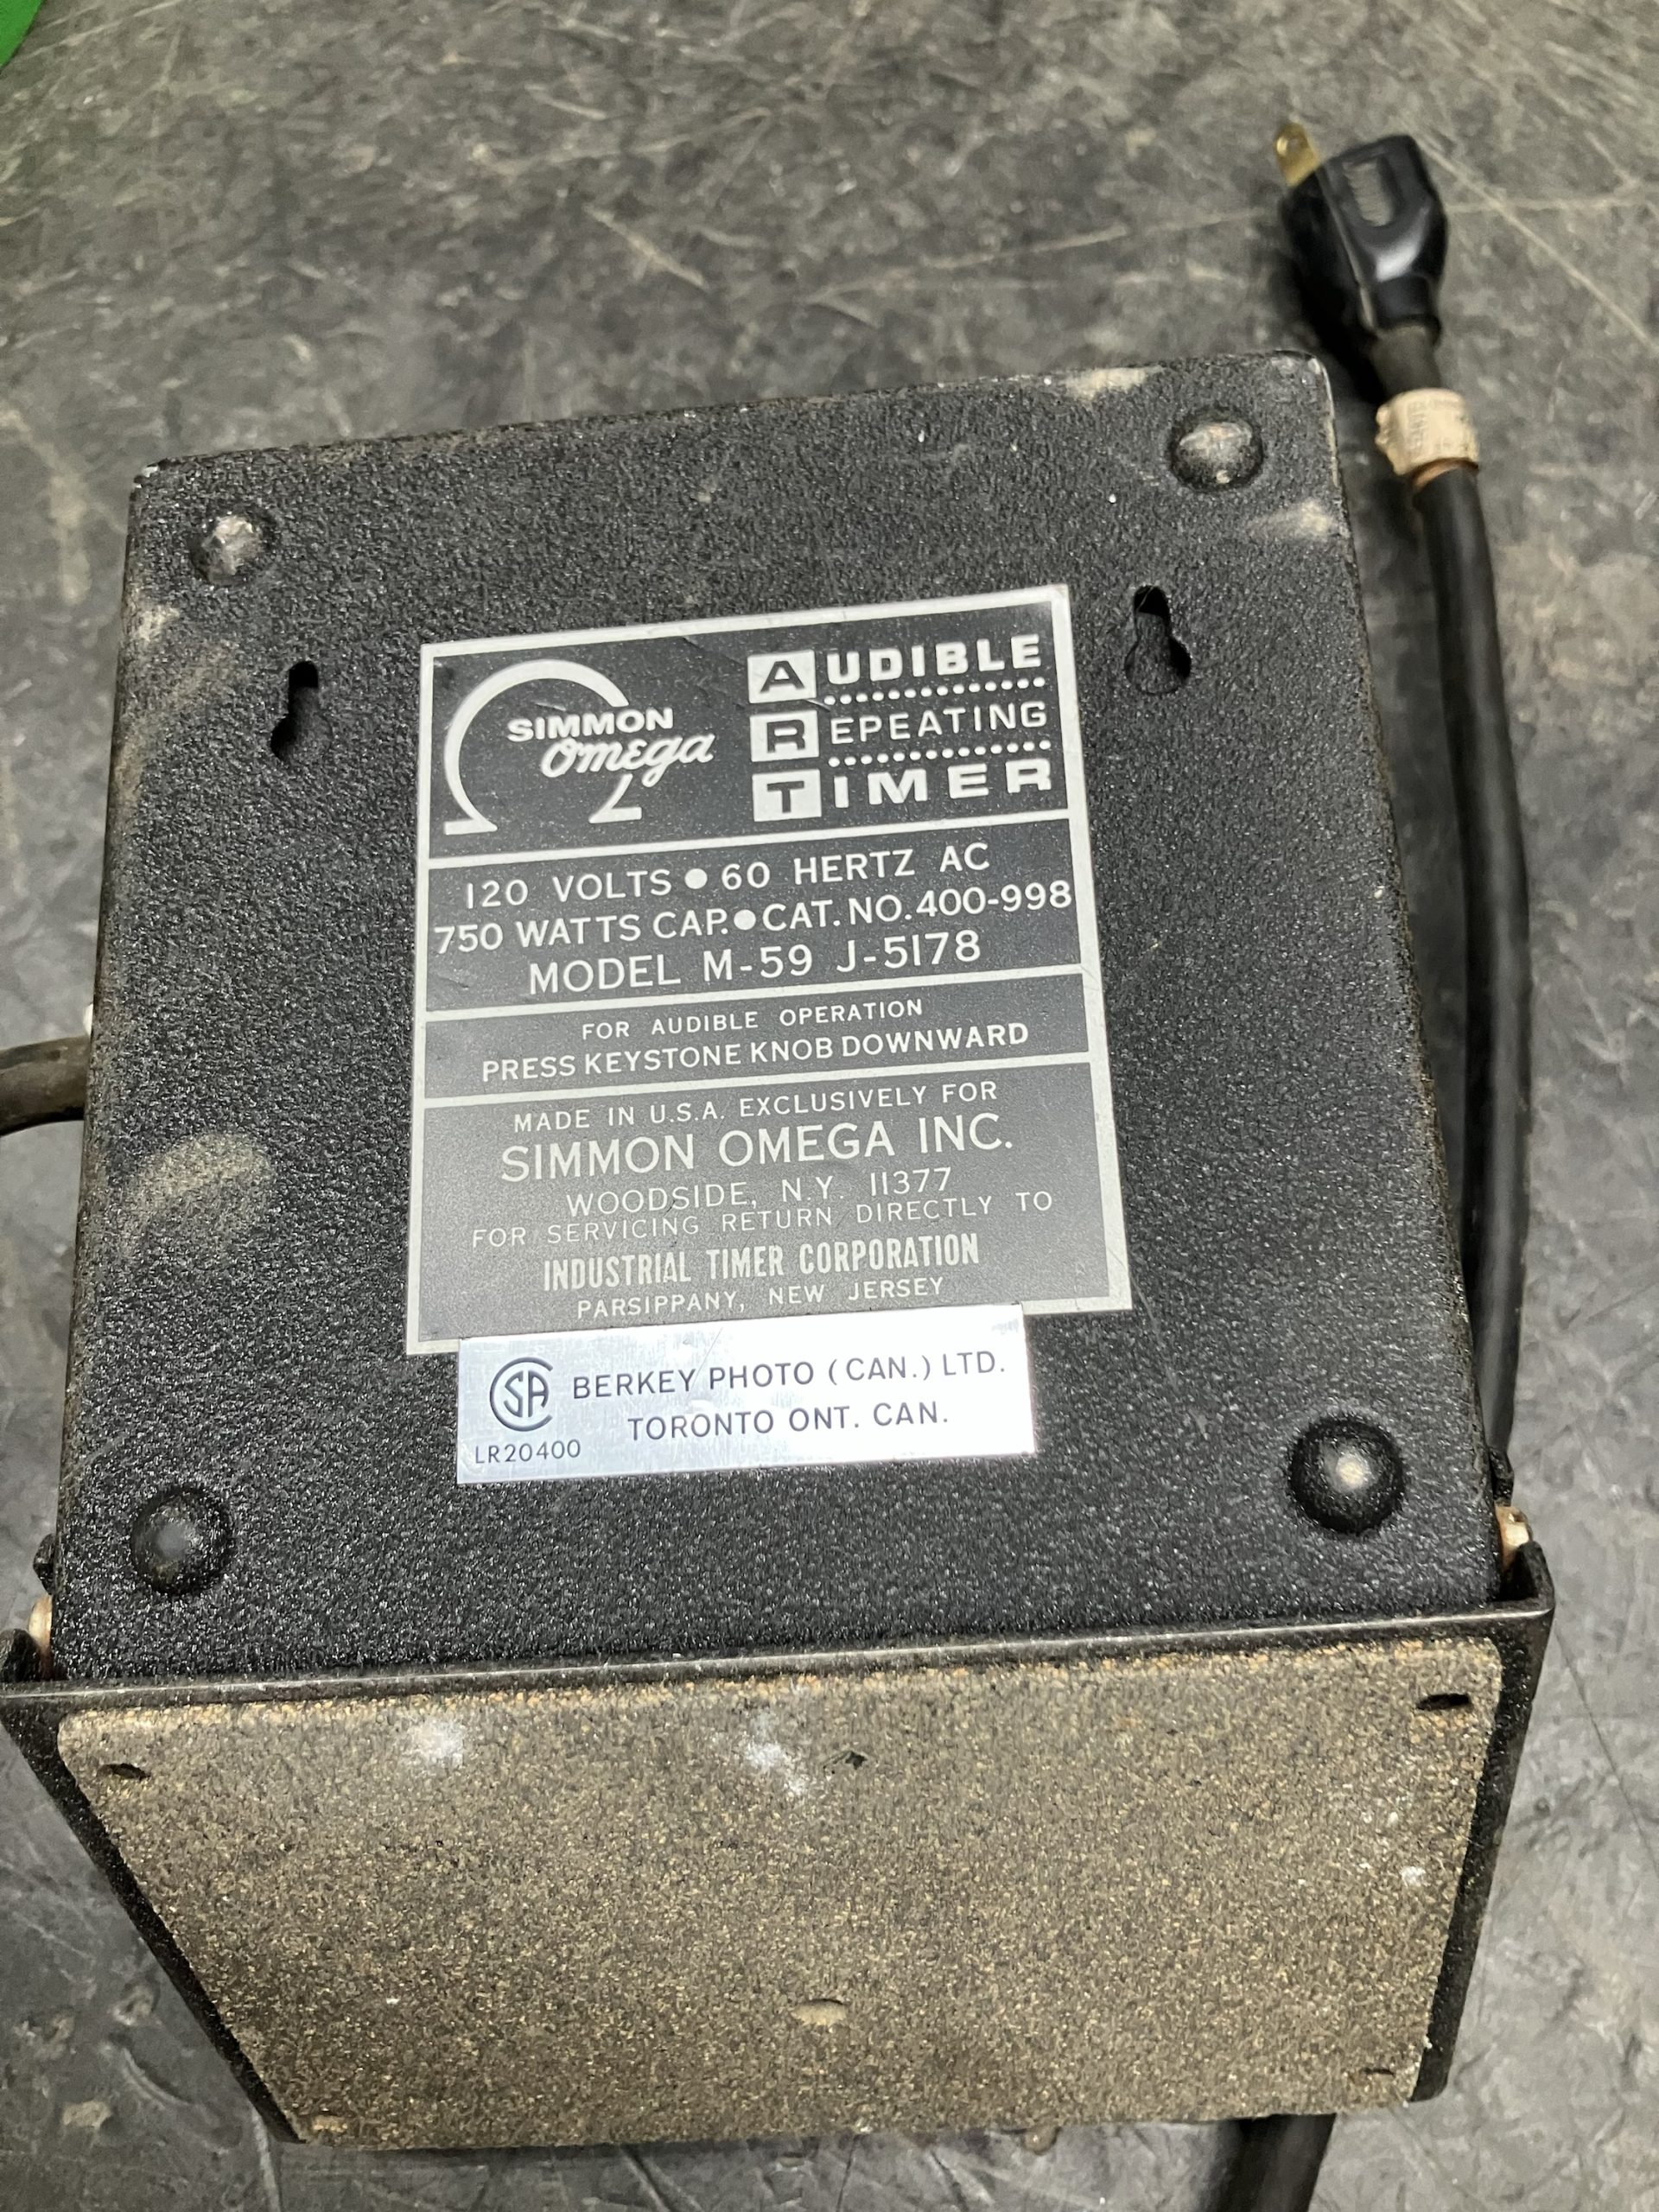 SIMMON
Omega
AUDIBLE
REPEATING
TIMER
120 VOLTS ● 60 HERTZ AC
750 WATTS CAP. ● CAT. NO. 400-998
MODEL M-59 J-5178
FOR AUDIBLE OPERATION
PRESS KEYSTONE KNOB DOWNWARD
MADE IN U.S.A. EXCLUSIVELY FOR
SIMMON OMEGA INC.
WOODSIDE, N.Y. 11377
FOR SERVICING RETURN DIRECTLY TO
INDUSTRIAL TIMER CORPORATION
PARSIPPANY, NEW JERSEY
SA BERKEY PHOTO (CAN.) LTD.
TORONTO ONT. CAN.
LR20400